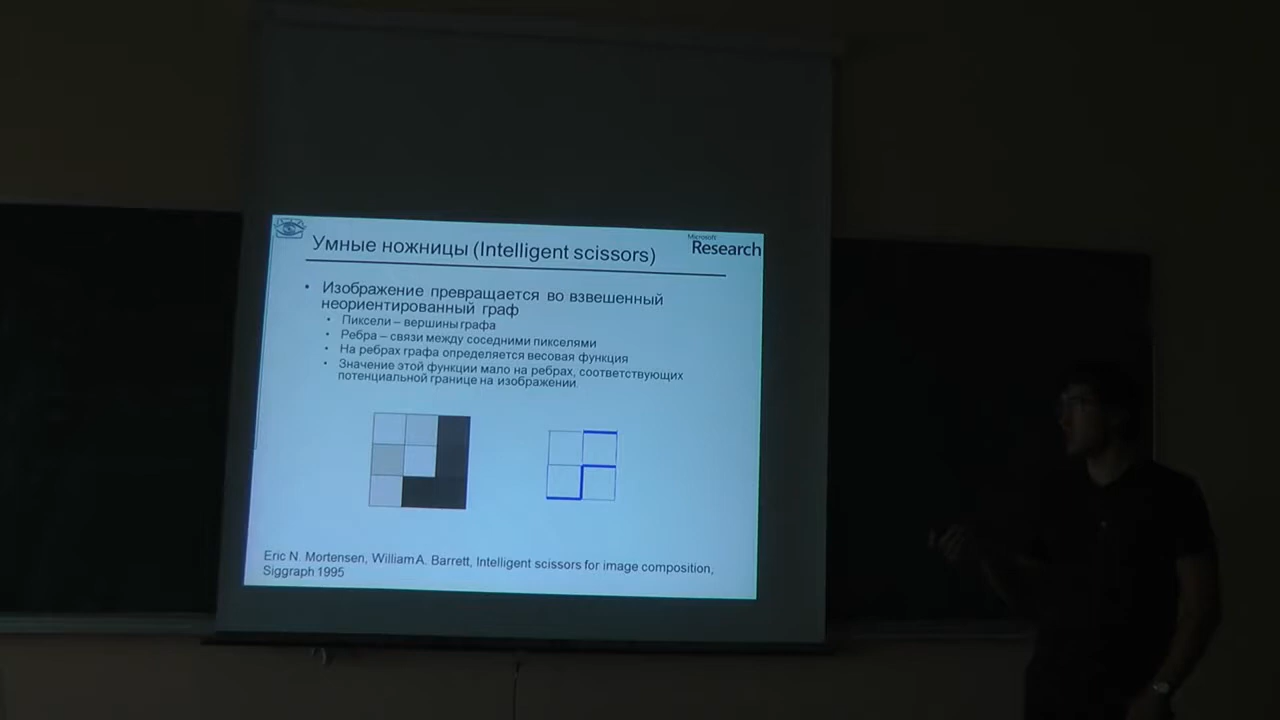 Умные ножницы (Intelligent scissors)
Microsoft
Research
• Изображение превращается во взвешенный
неориентированный граф
• Пиксели – вершины графа
• Ребра – связи между соседними пикселями
• На ребрах графа определяется весовая функция
• Значение этой функции мало на ребрах, соответствующих
потенциальной границе на изображении
Eric N. Mortensen, William A. Barrett, Intelligent scissors for image composition,
Siggraph 1995